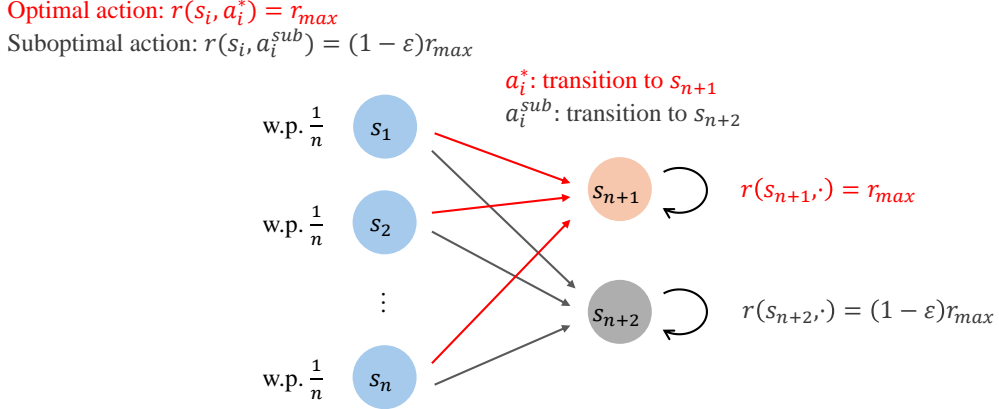 Optimal action: r(s_i, a_i^*) = r_max
Suboptimal action: r(s_i, a_i^{sub}) = (1 − ε)r_max
a_i^*: transition to s_{n+1}
a_i^{sub}: transition to s_{n+2}
w.p. 1/n
s_1
s_{n+1}
r(s_{n+1},·) = r_max
w.p. 1/n
s_2
⋮
s_{n+2}
r(s_{n+2},·) = (1 − ε)r_max
w.p. 1/n
s_n